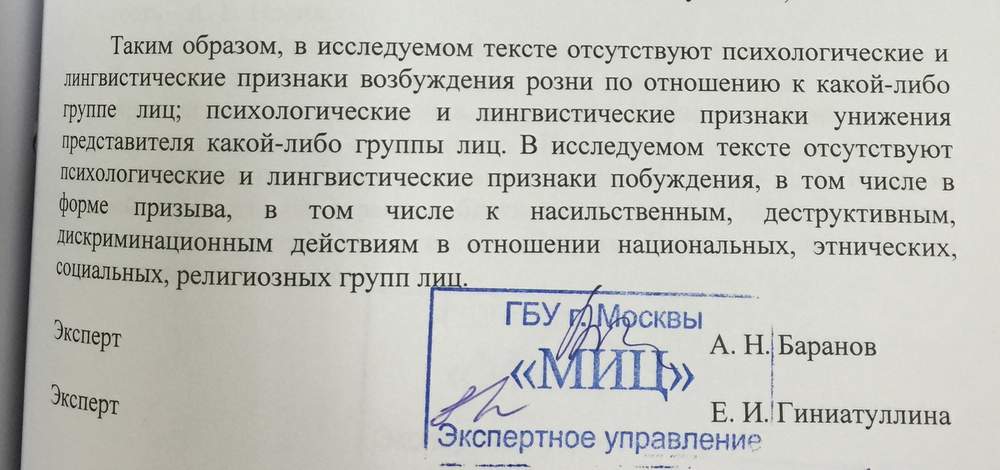 Таким образом, в исследуемом тексте отсутствуют психологические и
лингвистические признаки возбуждения розни по отношению к какой-либо
группе лиц; психологические и лингвистические признаки унижения
представителя какой-либо группы лиц. В исследуемом тексте отсутствуют
психологические и лингвистические признаки побуждения, в том числе в
форме призыва, в том числе к насильственным, деструктивным,
дискриминационным действиям в отношении национальных, этнических,
социальных, религиозных групп лиц.
ГБУ г. Москвы
Эксперт
А. Н. Баранов
«МИЦ»
Эксперт
Е. И. Гиниатуллина
Экспертное управление